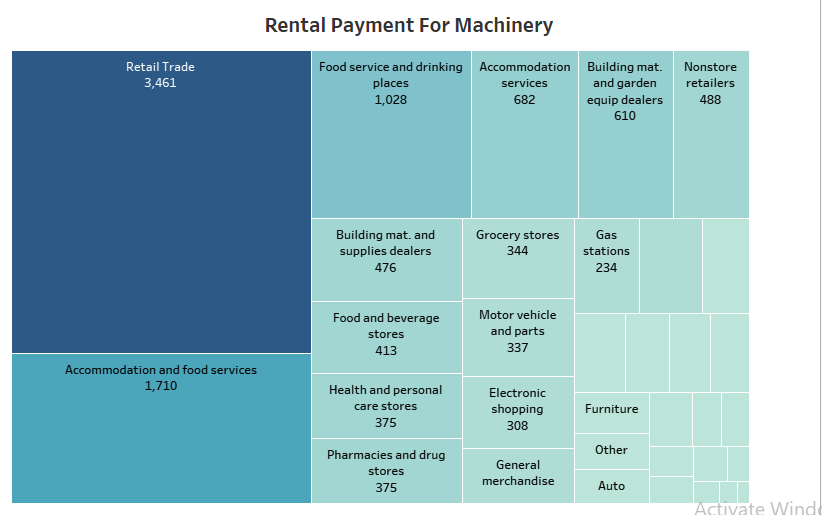 Rental Payment For Machinery
Retail Trade
3,461
Food service and drinking
places
1,028
Accommodation
services
682
Building mat.
and garden
equip dealers
610
Nonstore
retailers
488
Building mat. and
supplies dealers
476
Grocery stores
344
Gas
stations
234
Food and beverage
stores
413
Motor vehicle
and parts
337
Accommodation and food services
1,710
Health and personal
care stores
375
Electronic
shopping
308
Furniture
Pharmacies and drug
stores
375
General
merchandise
Other
Auto
Activate Windo